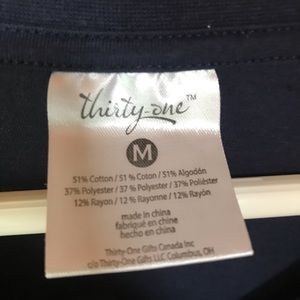 thirty-one™
M
51% Cotton / 51 % Coton / 51% Algodón
37% Polyester / 37 % Polyester / 37% Poliéster
12% Rayon / 12 % Rayonne / 12% Rayón
made in china
fabriqué en chine
hecho en china
Thirty-One Gifts Canada Inc
c/o Thirty-One Gifts LLC Columbus, OH